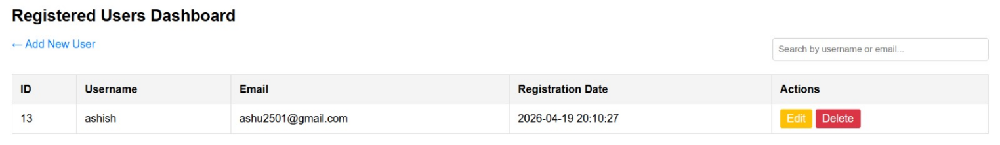 Registered Users Dashboard
← Add New User
Search by username or email...
ID Username Email Registration Date Actions
13 ashish ashu2501@gmail.com 2026-04-19 20:10:27 Edit Delete